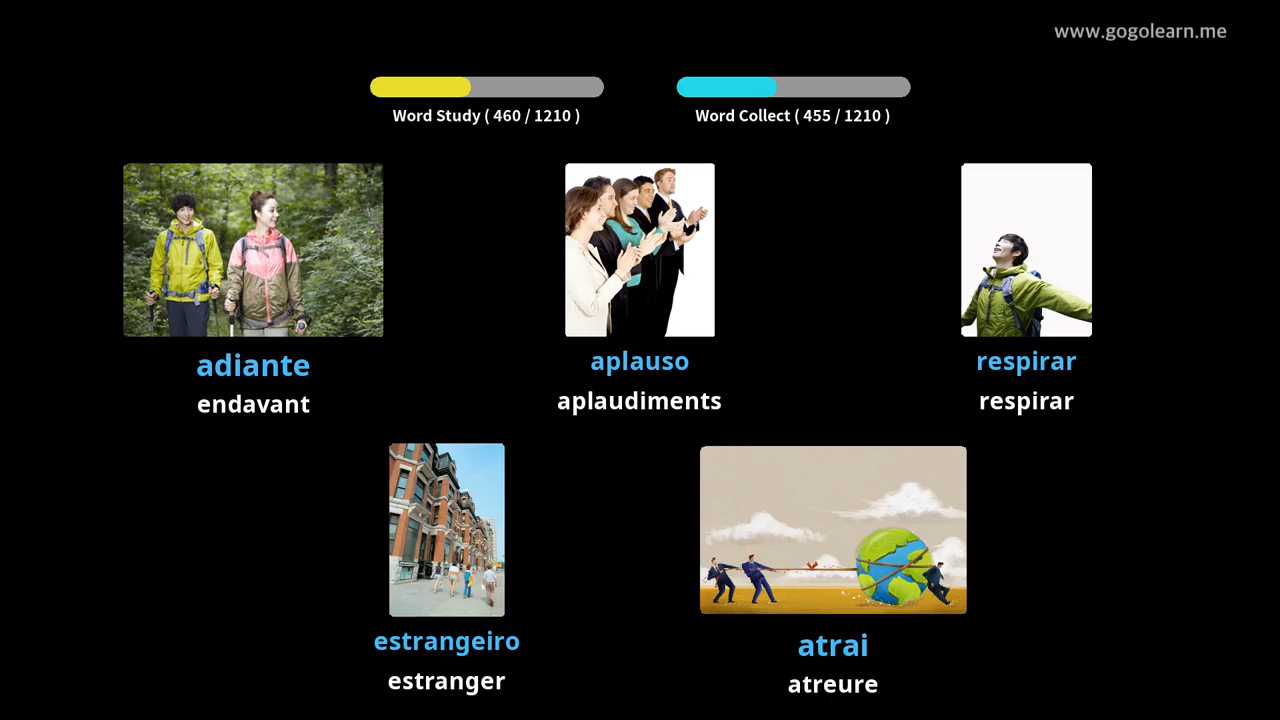 www.gogolearn.me
Word Study ( 460 / 1210 )
Word Collect ( 455 / 1210 )
adiante
endavant
aplauso
aplaudiments
respirar
respirar
estrangeiro
estranger
atrai
atreure